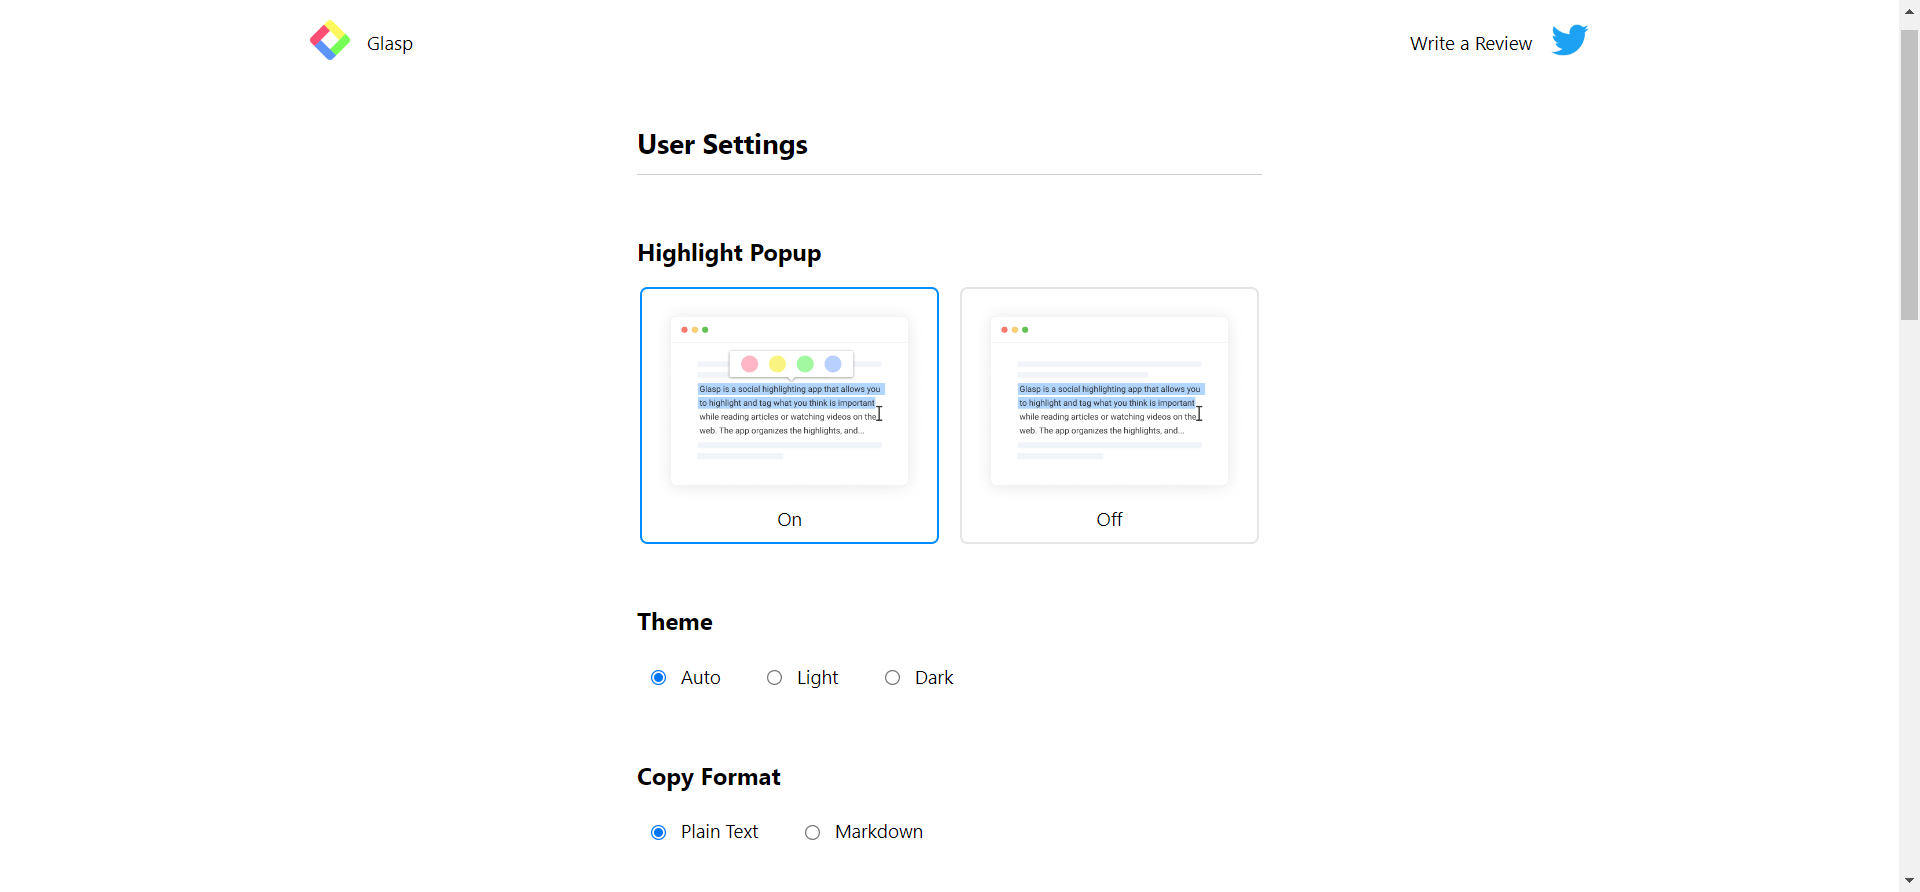 Glasp
Write a Review
User Settings
Highlight Popup
Glasp is a social highlighting app that allows you
to highlight and tag what you think is important
while reading articles or watching videos on the
web. The app organizes the highlights, and...
On
Glasp is a social highlighting app that allows you
to highlight and tag what you think is important
while reading articles or watching videos on the
web. The app organizes the highlights, and...
Off
Theme
Auto Light Dark
Copy Format
Plain Text Markdown